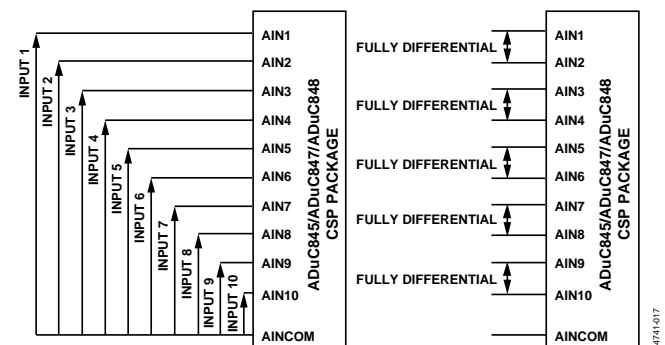 INPUT 1
INPUT 2
INPUT 3
INPUT 4
INPUT 5
INPUT 6
INPUT 7
INPUT 8
INPUT 9
INPUT 10
AIN1
AIN2
AIN3
AIN4
AIN5
AIN6
AIN7
AIN8
AIN9
AIN10
AINCOM
ADuC845/ADuC847/ADuC848
CSP PACKAGE
FULLY DIFFERENTIAL
FULLY DIFFERENTIAL
FULLY DIFFERENTIAL
FULLY DIFFERENTIAL
FULLY DIFFERENTIAL
AIN1
AIN2
AIN3
AIN4
AIN5
AIN6
AIN7
AIN8
AIN9
AIN10
AINCOM
ADuC845/ADuC847/ADuC848
CSP PACKAGE
4741-017